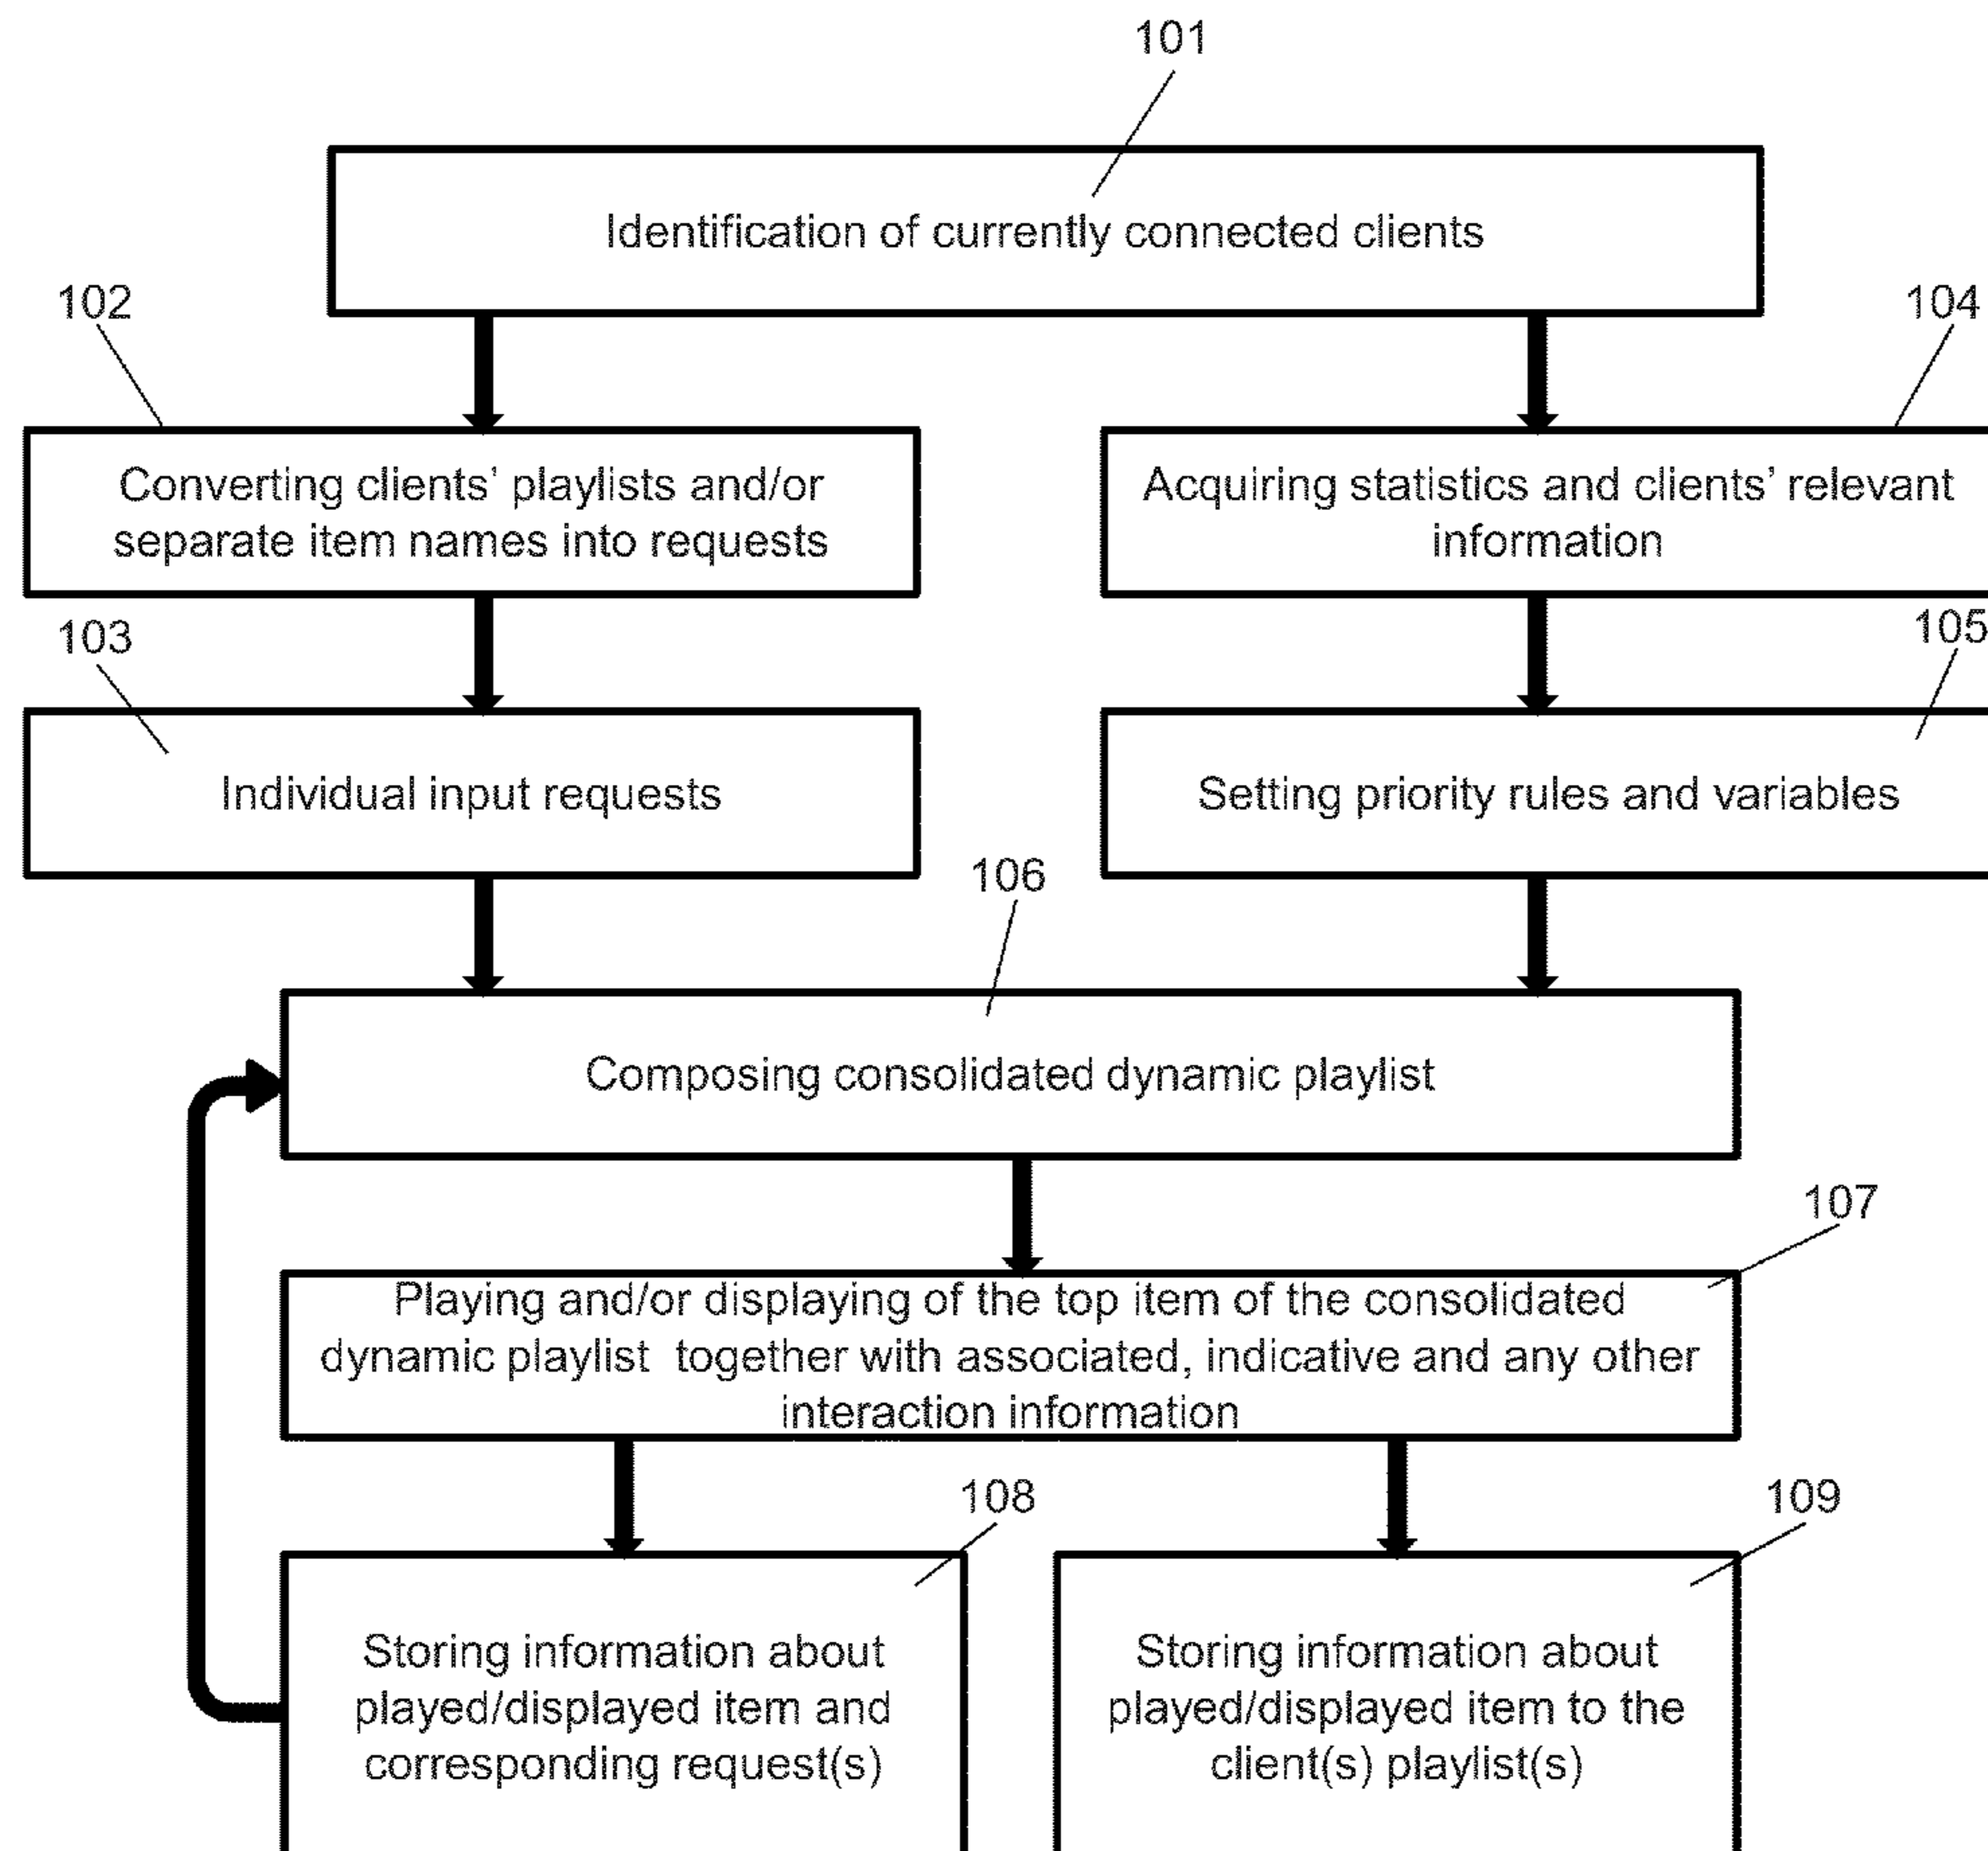 101
Identification of currently connected clients
102
104
Converting clients' playlists and/or
separate item names into requests
Acquiring statistics and clients' relevant
information
103
105
Individual input requests
Setting priority rules and variables
106
Composing consolidated dynamic playlist
107
Playing and/or displaying of the top item of the consolidated
dynamic playlist together with associated, indicative and any other
interaction information
108
109
Storing information about
played/displayed item and
corresponding request(s)
Storing information about
played/displayed item to the
client(s) playlist(s)